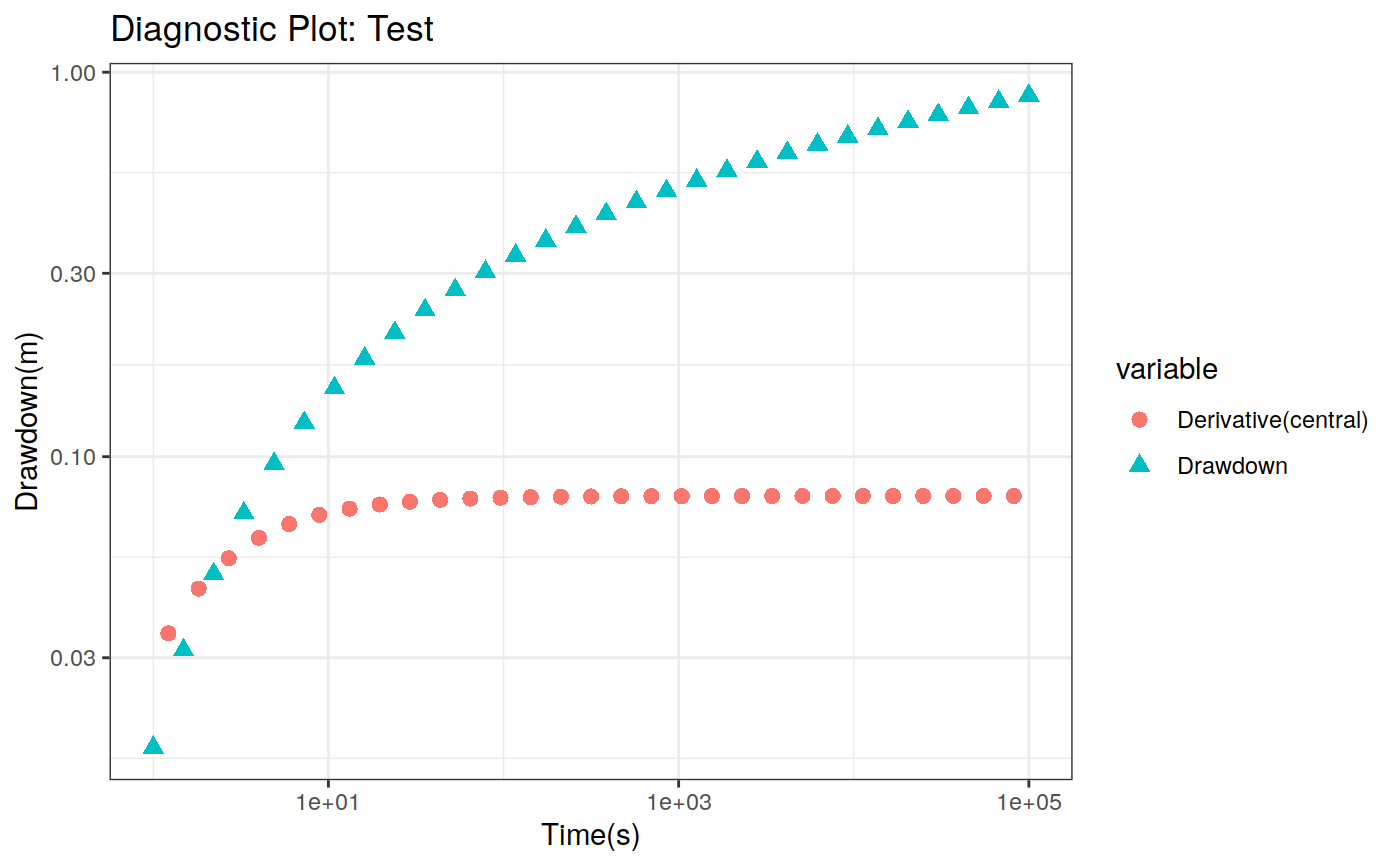 Diagnostic Plot: Test
1.00
0.30
0.10
0.03
Drawdown(m)
1e+01
1e+03
1e+05
Time(s)
variable
Derivative(central)
Drawdown